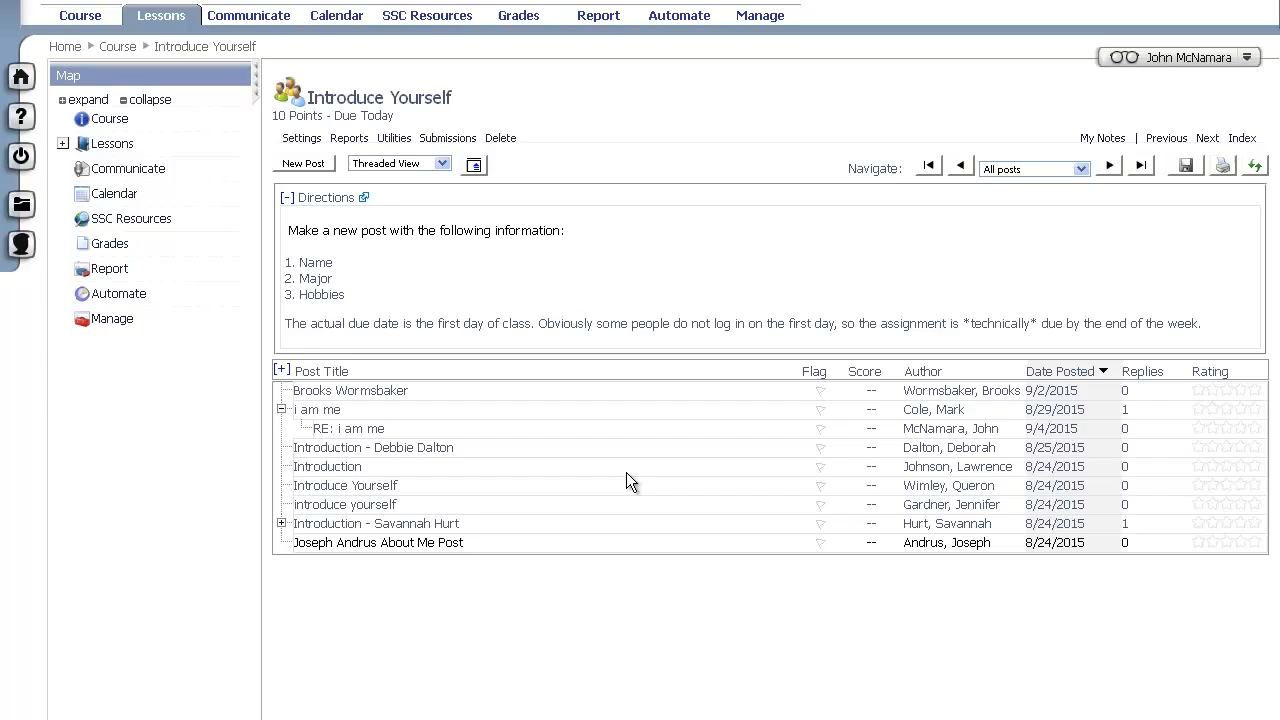 Course Lessons Communicate Calendar SSC Resources Grades Report Automate Manage
Home Course Introduce Yourself
John McNamara
Map
expand collapse
Course
Lessons
Communicate
Calendar
SSC Resources
Grades
Report
Automate
Manage
Introduce Yourself
10 Points - Due Today
Settings Reports Utilities Submissions Delete My Notes | Previous Next Index
New Post Threaded View Navigate: All posts
[-] Directions
Make a new post with the following information:
1. Name
2. Major
3. Hobbies
The actual due date is the first day of class. Obviously some people do not log in on the first day, so the assignment is *technically* due by the end of the week.
[+] Post Title Flag Score Author Date Posted Replies Rating
Brooks Wormsbaker -- Wormsbaker, Brooks 9/2/2015 0
i am me -- Cole, Mark 8/29/2015 1
RE: i am me -- McNamara, John 9/4/2015 0
Introduction - Debbie Dalton -- Dalton, Deborah 8/25/2015 0
Introduction -- Johnson, Lawrence 8/24/2015 0
Introduce Yourself -- Wimley, Queron 8/24/2015 0
introduce yourself -- Gardner, Jennifer 8/24/2015 0
Introduction - Savannah Hurt -- Hurt, Savannah 8/24/2015 1
Joseph Andrus About Me Post -- Andrus, Joseph 8/24/2015 0